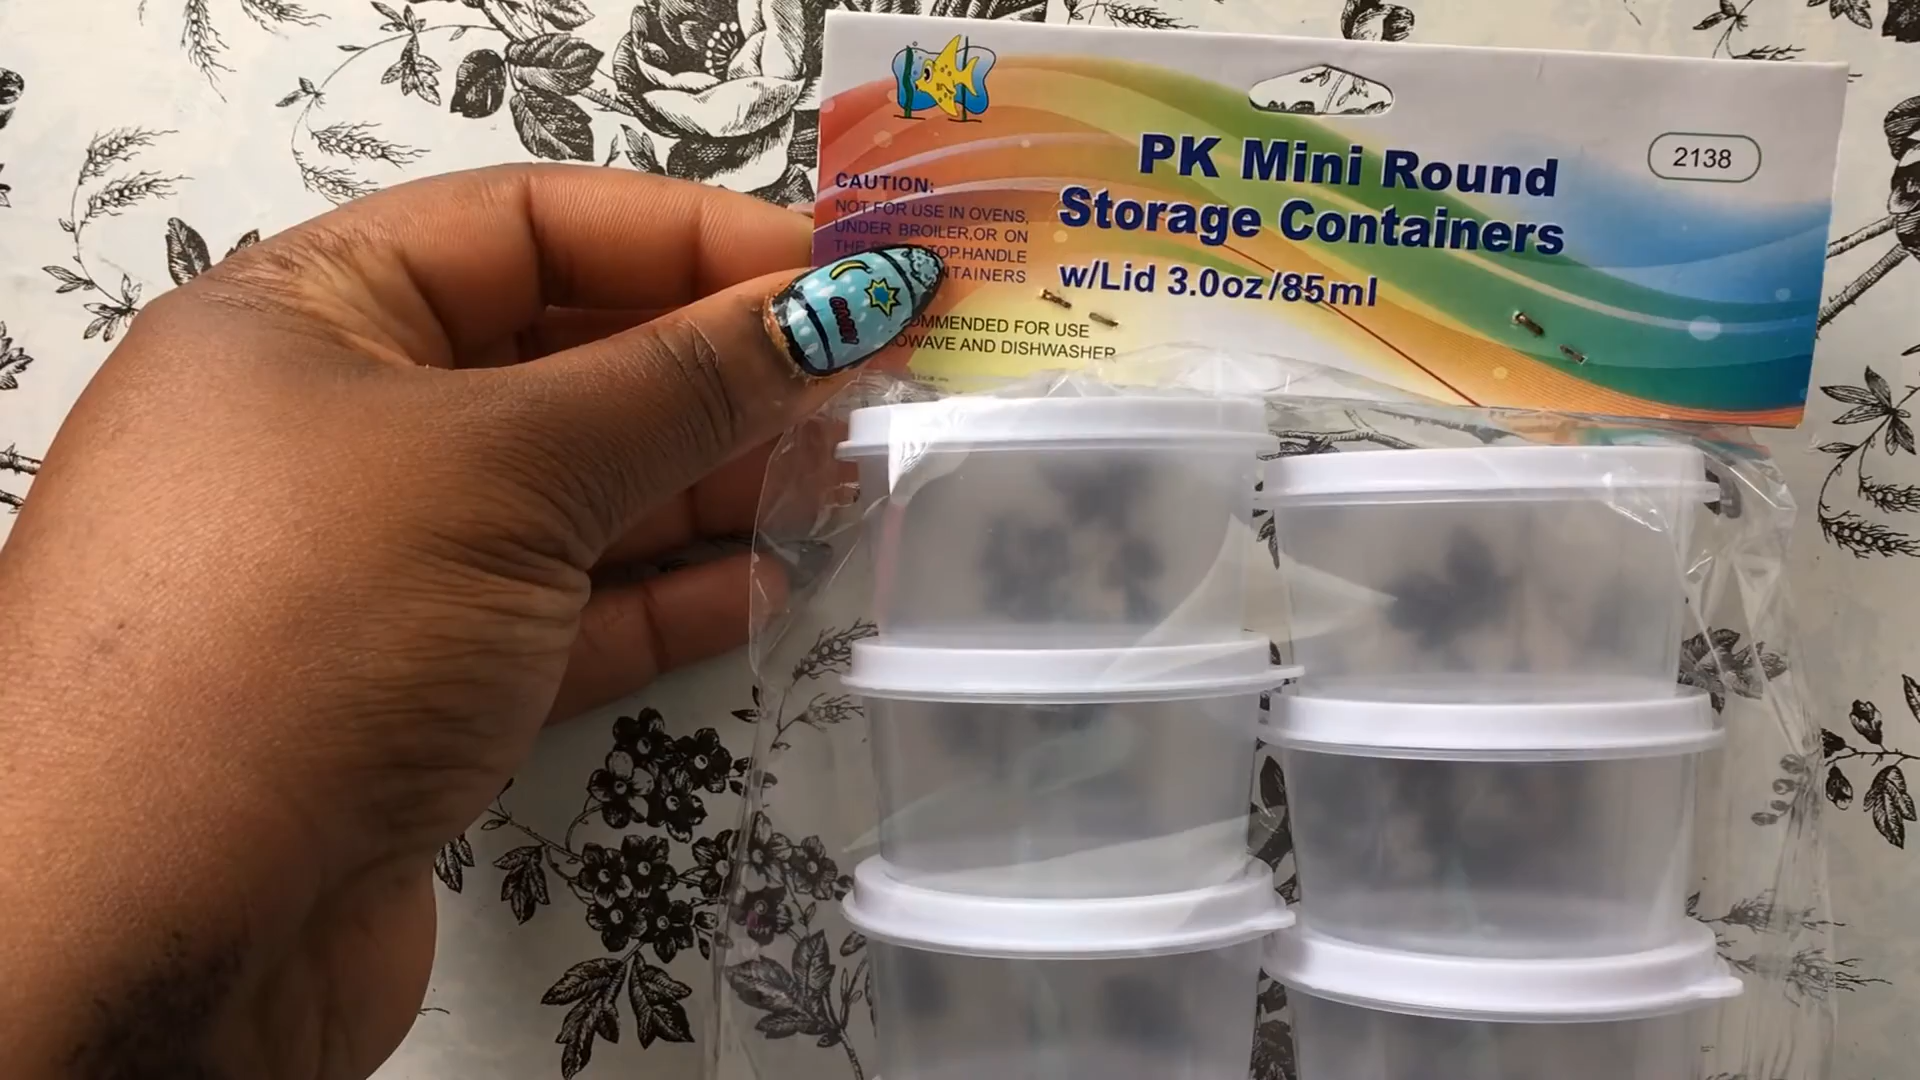 PK Mini Round
Storage Containers
w/Lid 3.0oz/85ml
2138
CAUTION:
NOT FOR USE IN OVENS,
UNDER BROILER,OR ON
THE TOP.HANDLE
NTAINERS
OMMENDED FOR USE
OWAVE AND DISHWASHER